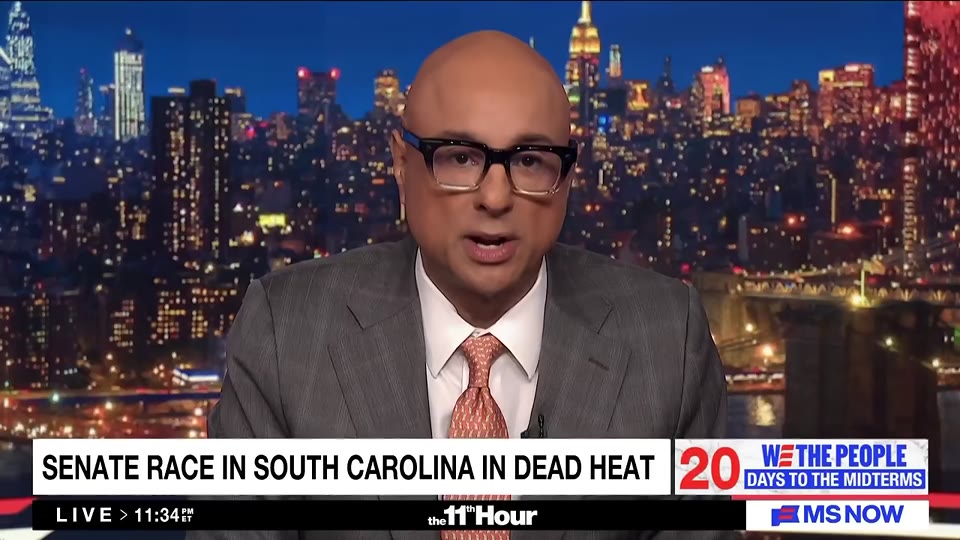 SENATE RACE IN SOUTH CAROLINA IN DEAD HEAT
20
WE THE PEOPLE
DAYS TO THE MIDTERMS
LIVE > 11:34 PM ET
the 11th Hour
MS NOW